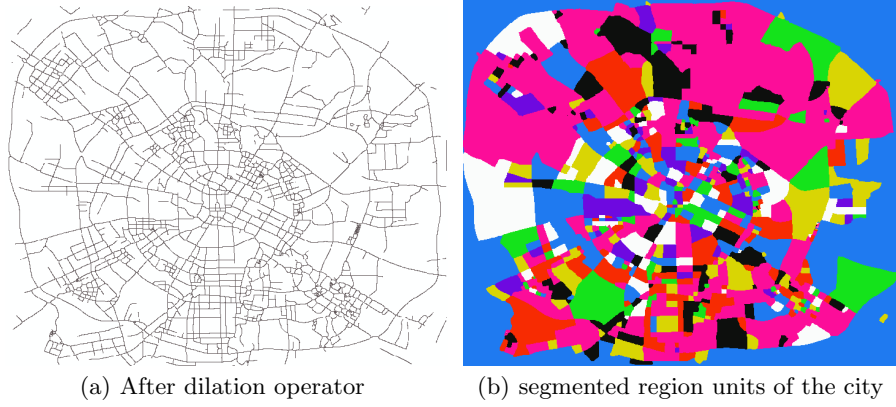 (a) After dilation operator
(b) segmented region units of the city